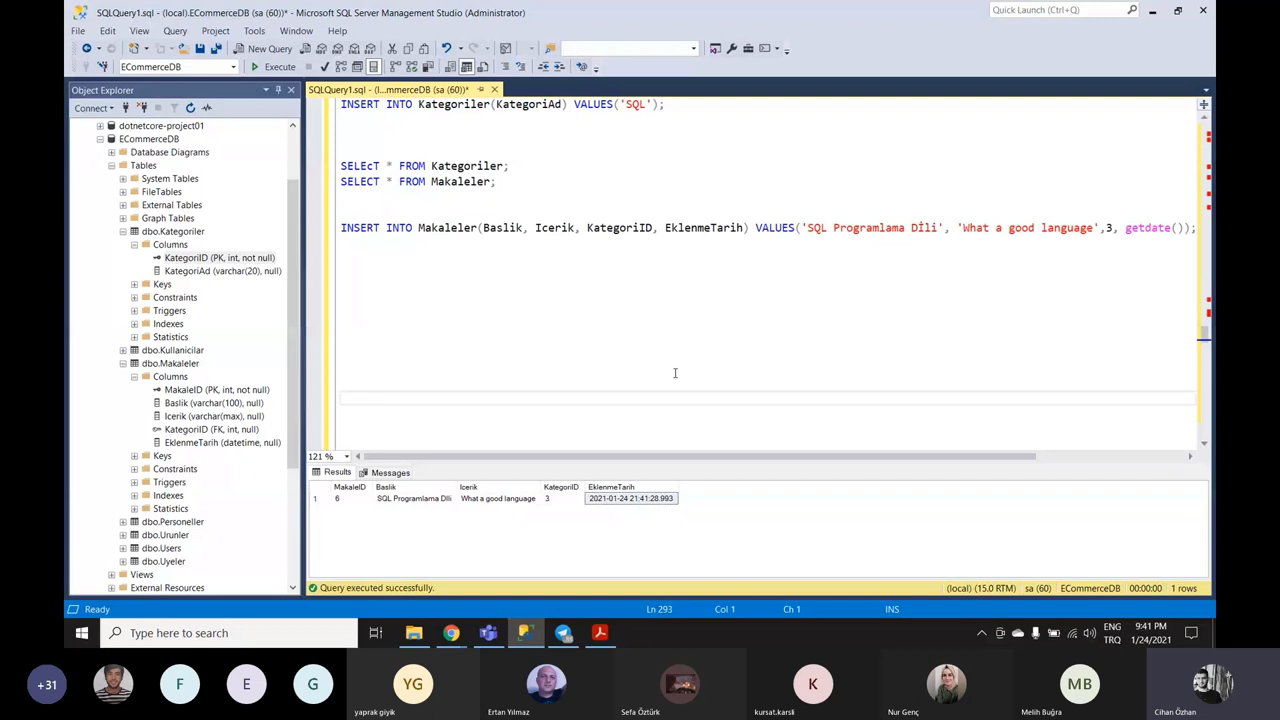 SQLQuery1.sql - (local).ECommerceDB (sa (60))* - Microsoft SQL Server Management Studio (Administrator)
Quick Launch (Ctrl+Q)
File Edit View Query Project Tools Window Help
New Query
ECommerceDB
Execute
Object Explorer
SQLQuery1.sql - (l...ommerceDB (sa (60))*
Connect
dotnetcore-project01
ECommerceDB
Database Diagrams
Tables
System Tables
FileTables
External Tables
Graph Tables
dbo.Kategoriler
Columns
KategoriID (PK, int, not null)
KategoriAd (varchar(20), null)
Keys
Constraints
Triggers
Indexes
Statistics
dbo.Kullanicilar
dbo.Makaleler
Columns
MakaleID (PK, int, not null)
Baslik (varchar(100), null)
Icerik (varchar(max), null)
KategoriID (FK, int, null)
EklenmeTarih (datetime, null)
Keys
Constraints
Triggers
Indexes
Statistics
dbo.Personeller
dbo.Urunler
dbo.Users
dbo.Uyeler
Views
External Resources
INSERT INTO Kategoriler(KategoriAd) VALUES('SQL');
SELEcT * FROM Kategoriler;
SELECT * FROM Makaleler;
INSERT INTO Makaleler(Baslik, Icerik, KategoriID, EklenmeTarih) VALUES('SQL Programlama Dİli', 'What a good language',3, getdate());
121 %
Results Messages
MakaleID Baslik Icerik KategoriID EklenmeTarih
1 6 SQL Programlama DIli What a good language 3 2021-01-24 21:41:28.993
Query executed successfully.
(local) (15.0 RTM) sa (60) ECommerceDB 00:00:00 1 rows
Ready
Ln 293 Col 1 Ch 1 INS
Type here to search
ENG
TRQ
9:41 PM
1/24/2021
+31
F
E
G
YG
yaprak giyik
Ertan Yılmaz
Sefa Öztürk
K
kursat.karsli
Nur Genç
MB
Melih Buğra
Cihan Özhan